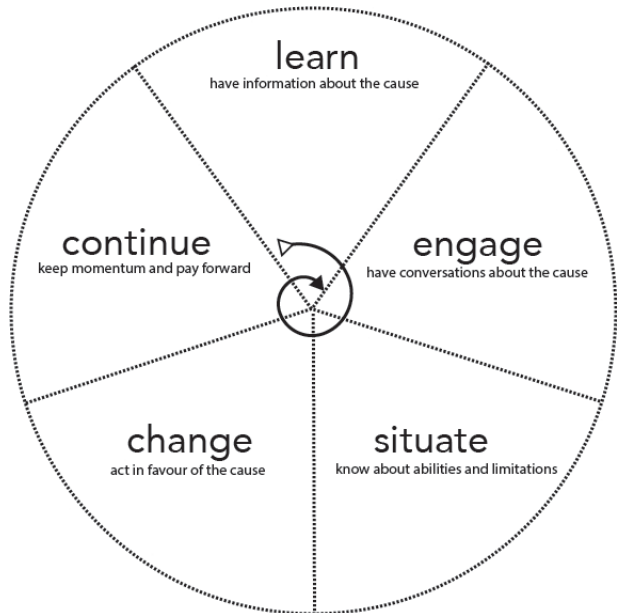 learn
have information about the cause
engage
have conversations about the cause
situate
know about abilities and limitations
change
act in favour of the cause
continue
keep momentum and pay forward